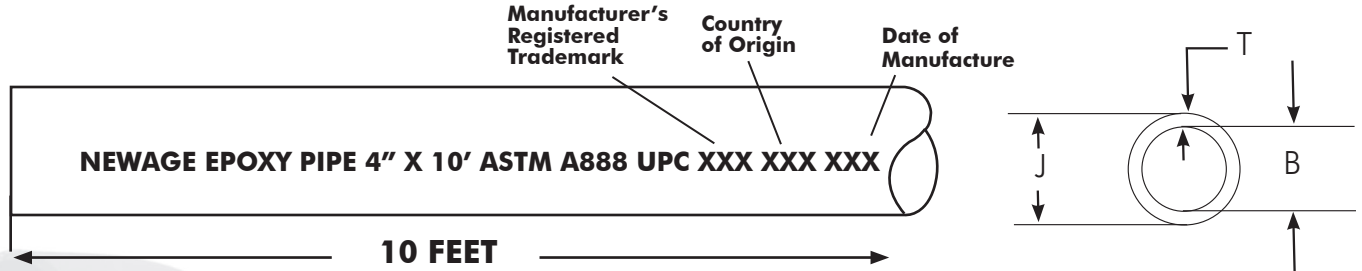 Manufacturer's
Registered
Trademark
Country
of Origin
Date of
Manufacture
NEWAGE EPOXY PIPE 4” X 10’ ASTM A888 UPC XXX XXX XXX
10 FEET
T
J
B